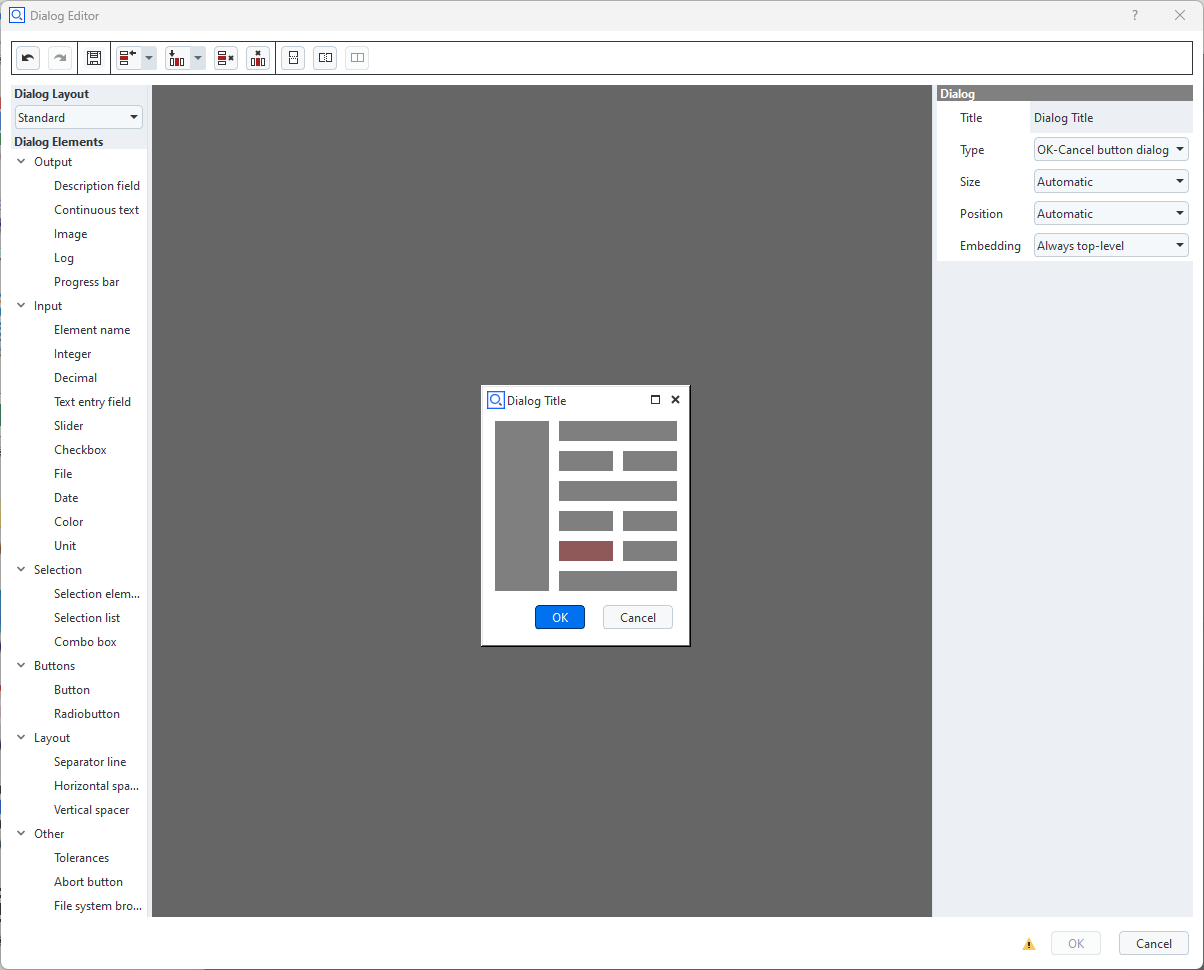 Dialog Editor
?
Dialog Layout
Standard
Dialog Elements
Output
Description field
Continuous text
Image
Log
Progress bar
Input
Element name
Integer
Decimal
Text entry field
Slider
Checkbox
File
Date
Color
Unit
Selection
Selection elem...
Selection list
Combo box
Buttons
Button
Radiobutton
Layout
Separator line
Horizontal spa...
Vertical spacer
Other
Tolerances
Abort button
File system bro...
Dialog Title
OK
Cancel
Dialog
Title
Dialog Title
Type
OK-Cancel button dialog
Size
Automatic
Position
Automatic
Embedding
Always top-level
OK
Cancel